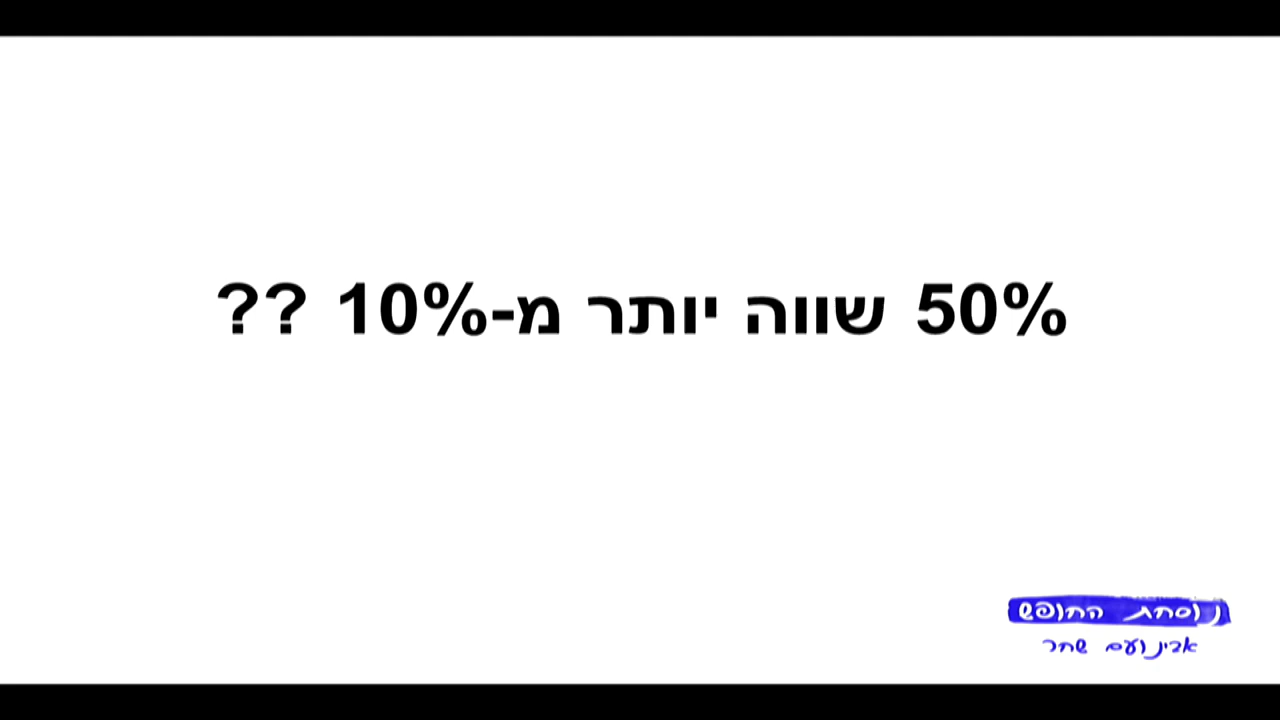 50% שווה יותר מ-10% ??
נוסחת החופש
אבינועם שחר